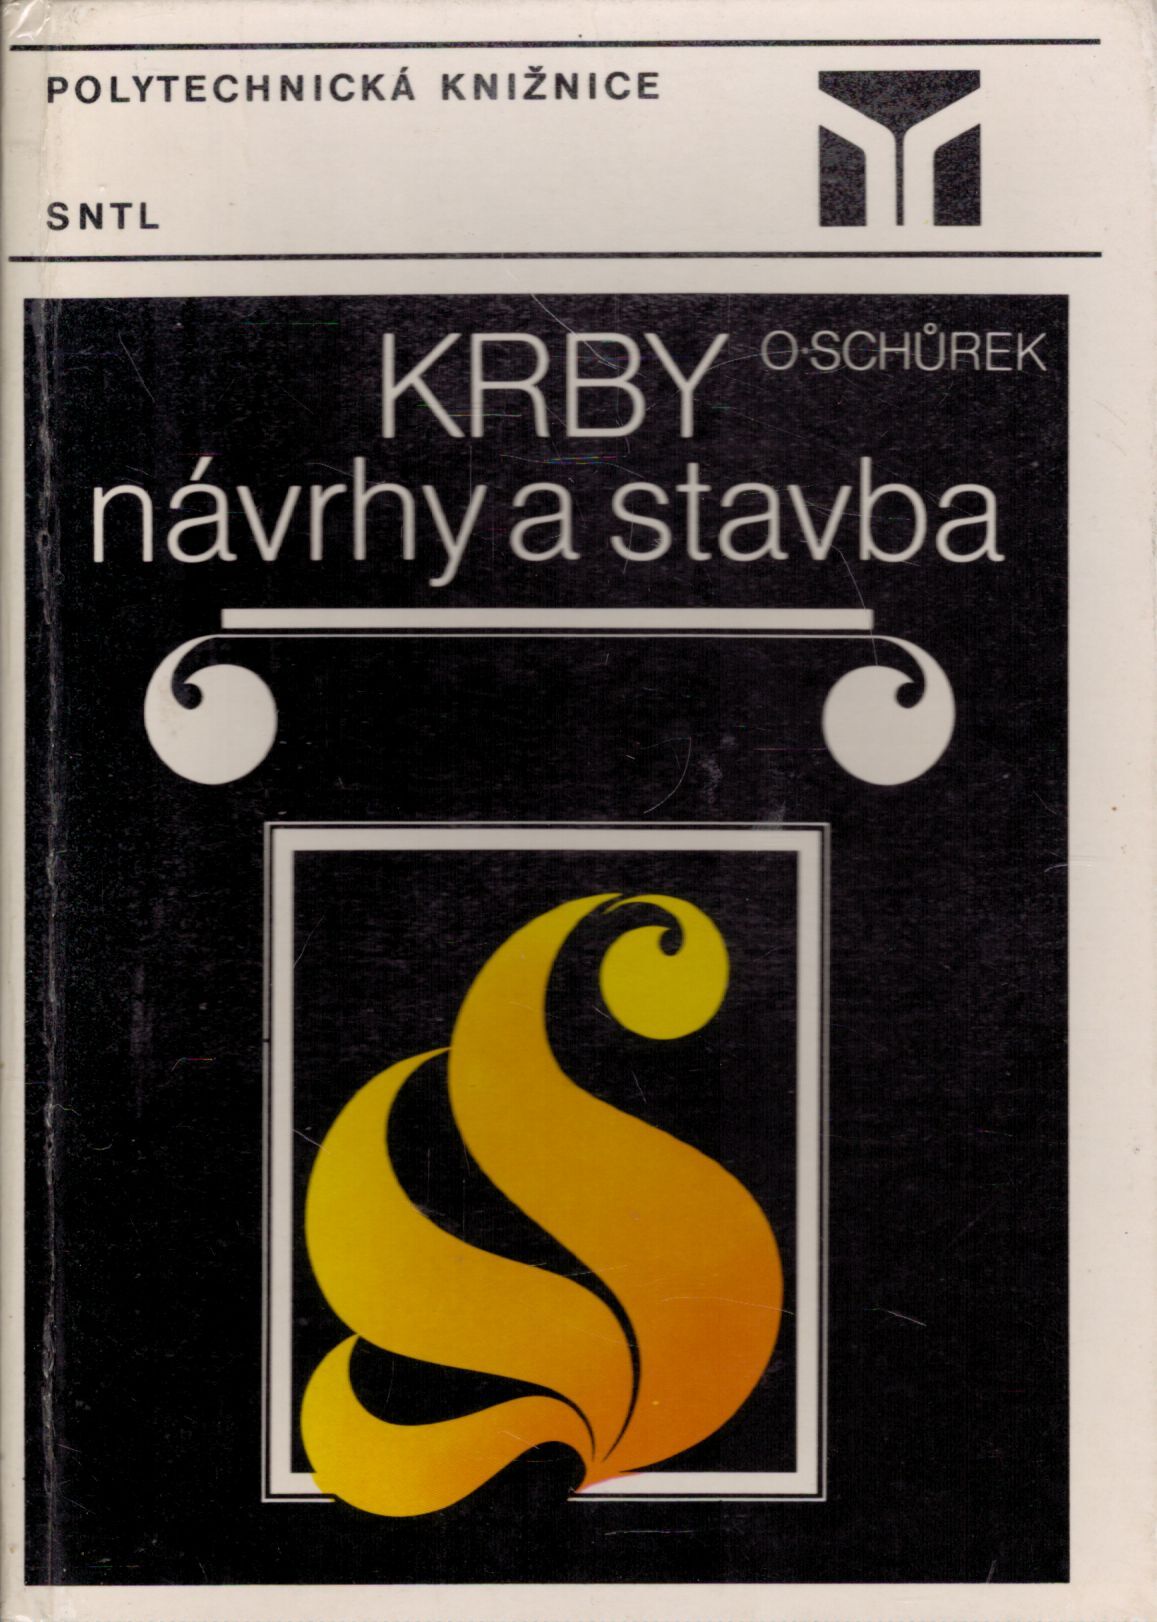 POLYTECHNICKÁ KNIŽNICE
SNTL
KRBY
O·SCHŮREK
návrhy a stavba